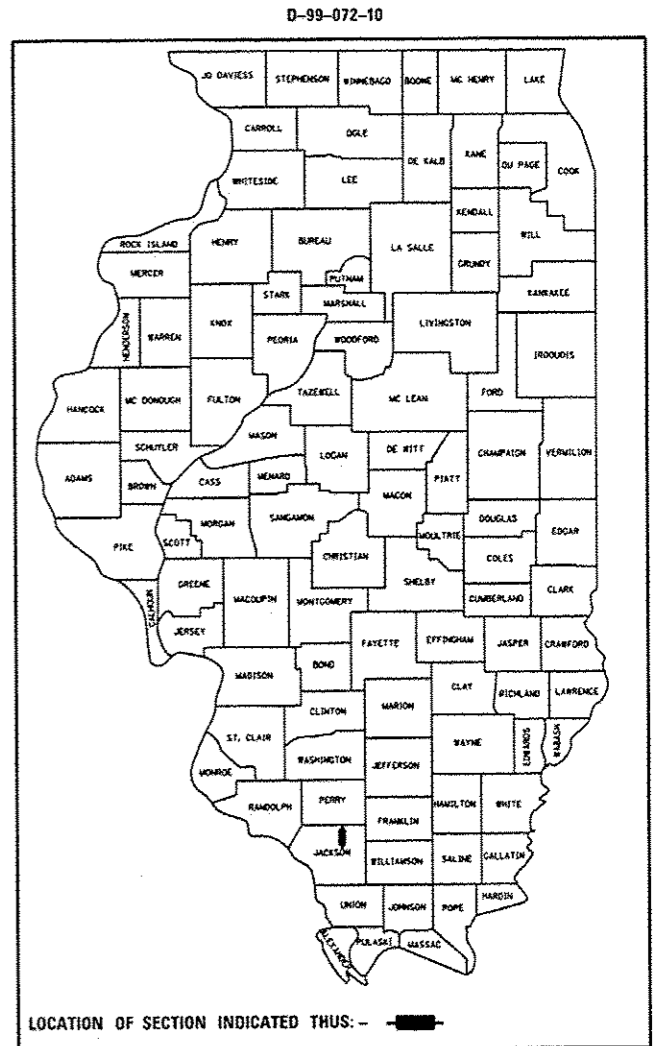 D-99-072-10
JO DAVIESS STEPHENSON WINNEBAGO BOONE MC HENRY LAKE
CARROLL OGLE DE KALB KANE DU PAGE COOK
WHITESIDE LEE
KENDALL WILL
ROCK ISLAND HENRY BUREAU LA SALLE GRUNDY
MERCER PUTNAM KANKAKEE
STARK MARSHALL
HENDERSON WARREN KNOX PEORIA WOODFORD LIVINGSTON IROQUOIS
HANCOCK MC DONOUGH FULTON TAZEWELL MC LEAN FORD
SCHUYLER MASON LOGAN DE WITT CHAMPAIGN VERMILION
ADAMS BROWN CASS MENARD MACON PIATT
PIKE SCOTT MORGAN SANGAMON CHRISTIAN MOULTRIE DOUGLAS EDGAR
COLES
CALHOUN GREENE MACOUPIN MONTGOMERY SHELBY CUMBERLAND CLARK
JERSEY FAYETTE EFFINGHAM JASPER CRAWFORD
MADISON BOND CLAY RICHLAND LAWRENCE
CLINTON MARION
ST. CLAIR WAYNE EDWARDS WABASH
MONROE WASHINGTON JEFFERSON
RANDOLPH PERRY HAMILTON WHITE
FRANKLIN
JACKSON WILLIAMSON SALINE GALLATIN
UNION JOHNSON POPE HARDIN
ALEXANDER PULASKI MASSAC
LOCATION OF SECTION INDICATED THUS: -